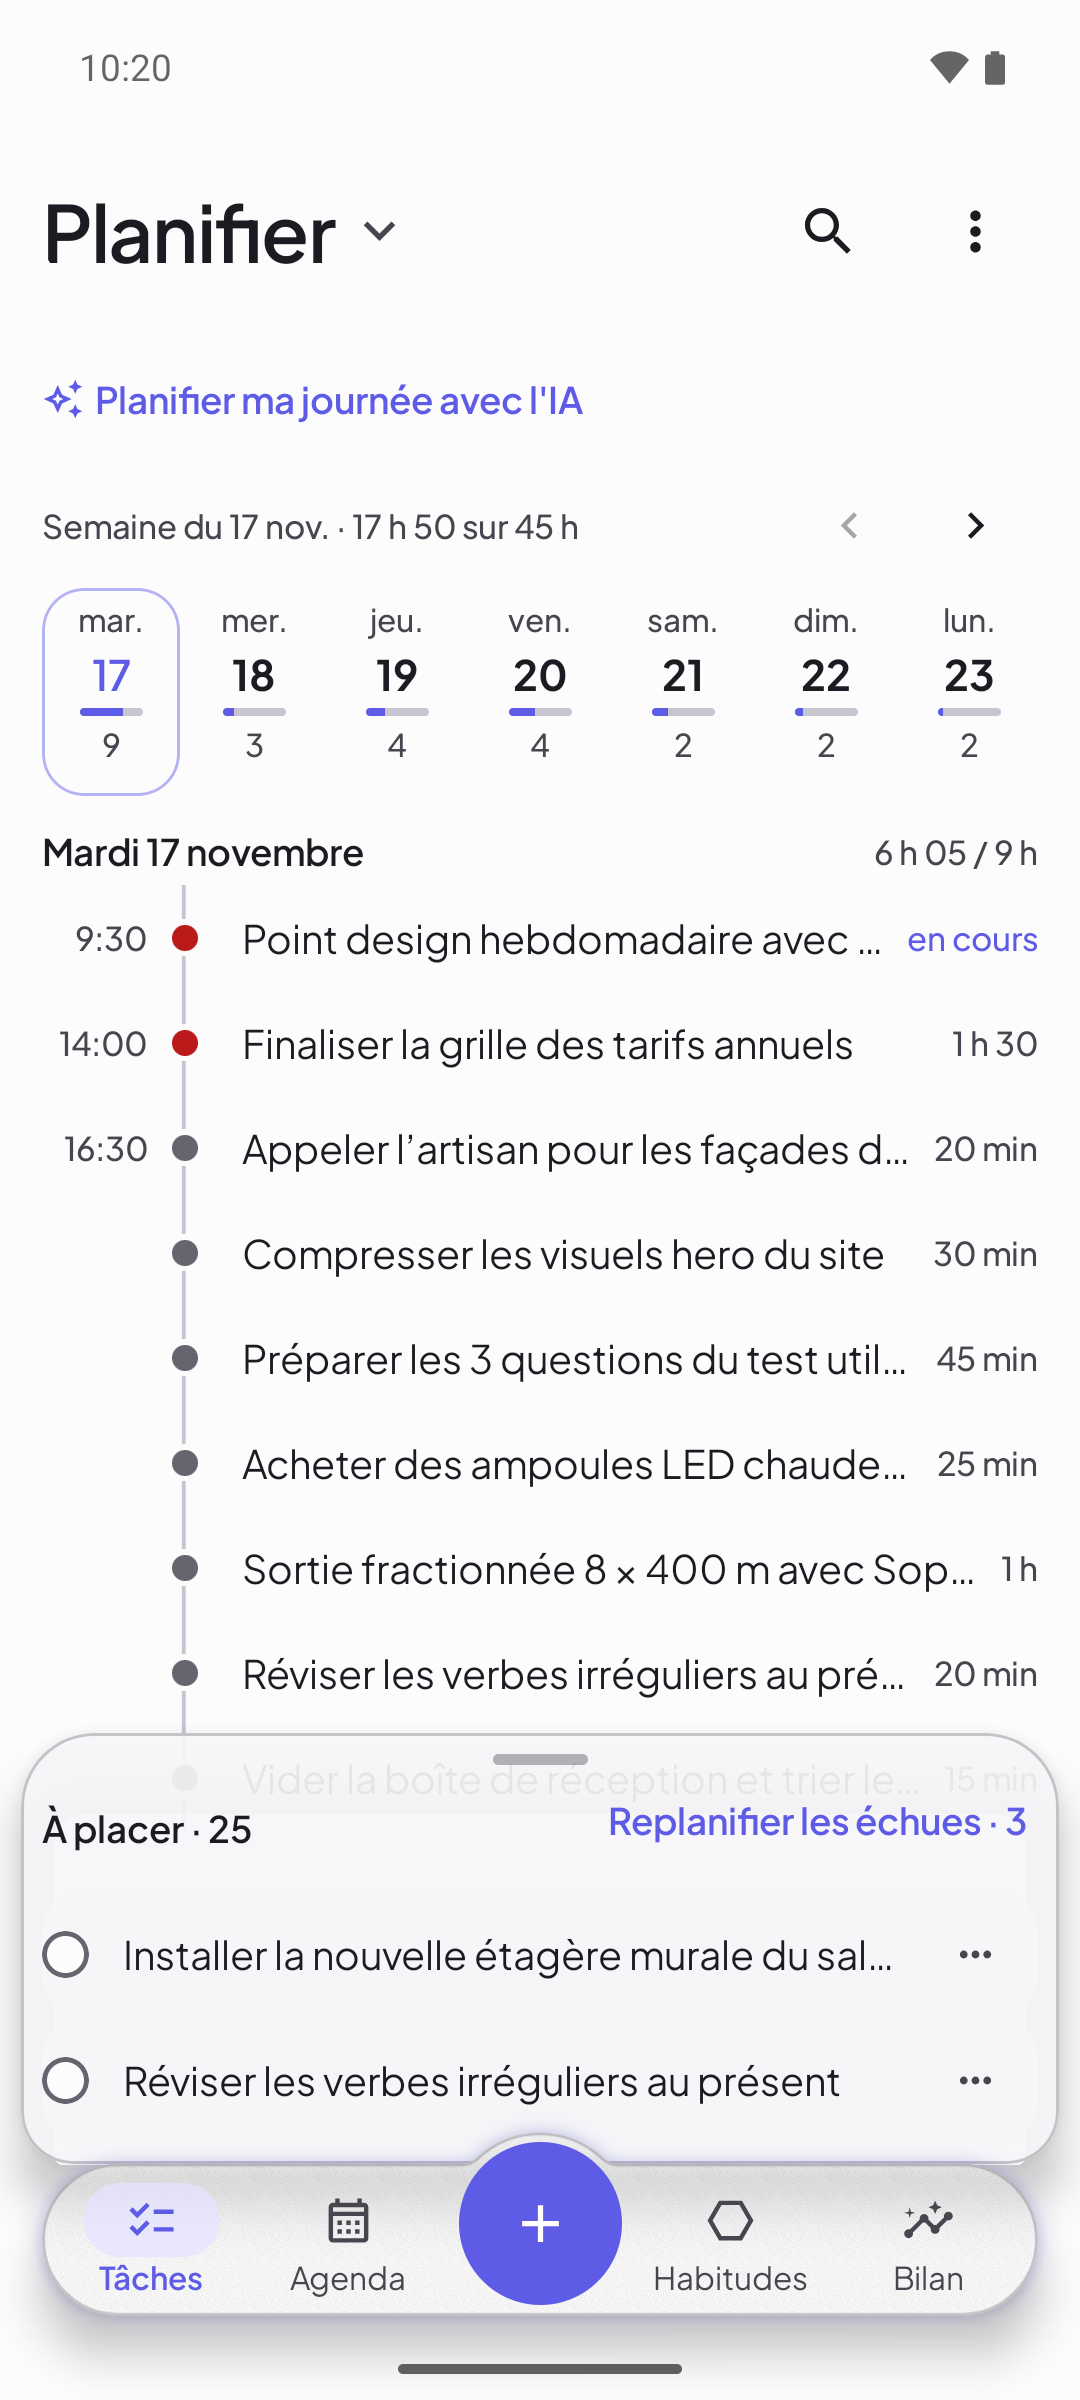 10:20
Planifier
Planifier ma journée avec l'IA
Semaine du 17 nov. · 17 h 50 sur 45 h
mar. mer. jeu. ven. sam. dim. lun.
17 18 19 20 21 22 23
9 3 4 4 2 2 2
Mardi 17 novembre 6 h 05 / 9 h
9:30 Point design hebdomadaire avec ... en cours
14:00 Finaliser la grille des tarifs annuels 1 h 30
16:30 Appeler l’artisan pour les façades d... 20 min
Compresser les visuels hero du site 30 min
Préparer les 3 questions du test util... 45 min
Acheter des ampoules LED chaude... 25 min
Sortie fractionnée 8 × 400 m avec Sop... 1 h
Réviser les verbes irréguliers au pré... 20 min
Vider la boîte de réception et trier le... 15 min
À placer · 25 Replanifier les échues · 3
Installer la nouvelle étagère murale du sal...
Réviser les verbes irréguliers au présent
Tâches Agenda Habitudes Bilan